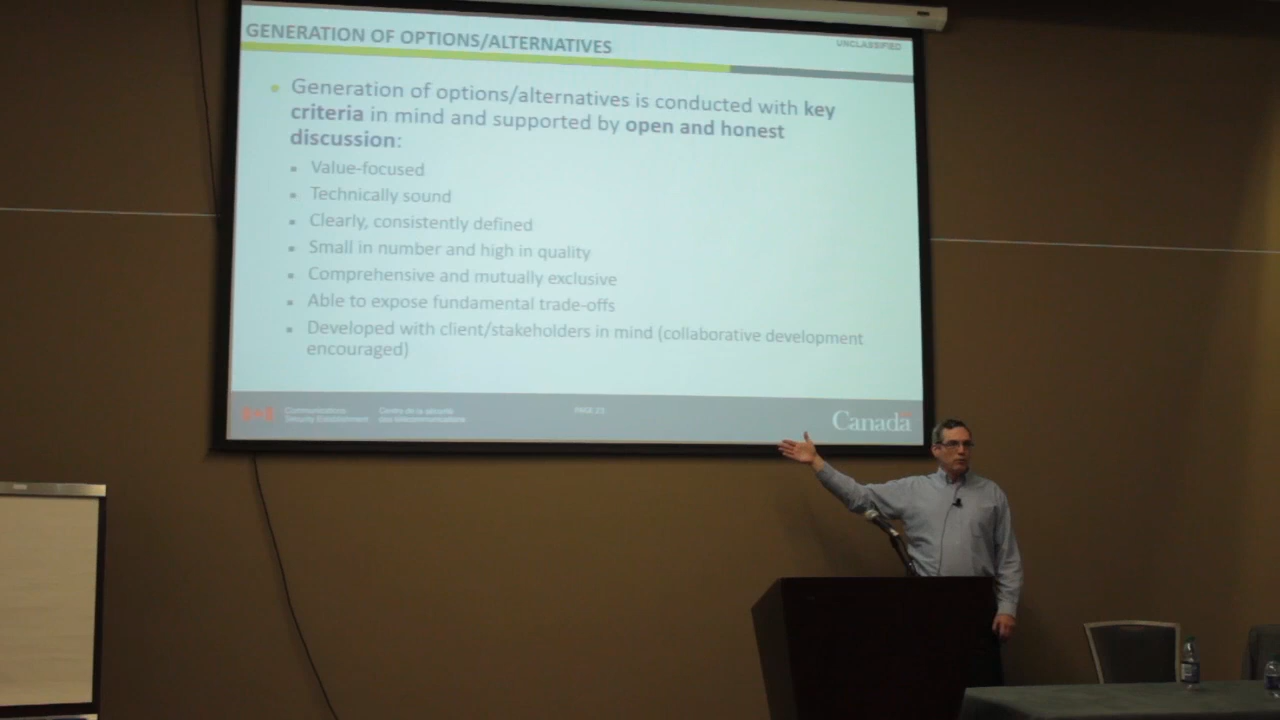 GENERATION OF OPTIONS/ALTERNATIVES
UNCLASSIFIED
Generation of options/alternatives is conducted with key
criteria in mind and supported by open and honest
discussion:
Value-focused
Technically sound
Clearly, consistently defined
Small in number and high in quality
Comprehensive and mutually exclusive
Able to expose fundamental trade-offs
Developed with client/stakeholders in mind (collaborative development
encouraged)
Communications
Security Establishment
Centre de la sécurité
des télécommunications
PAGE 23
Canada